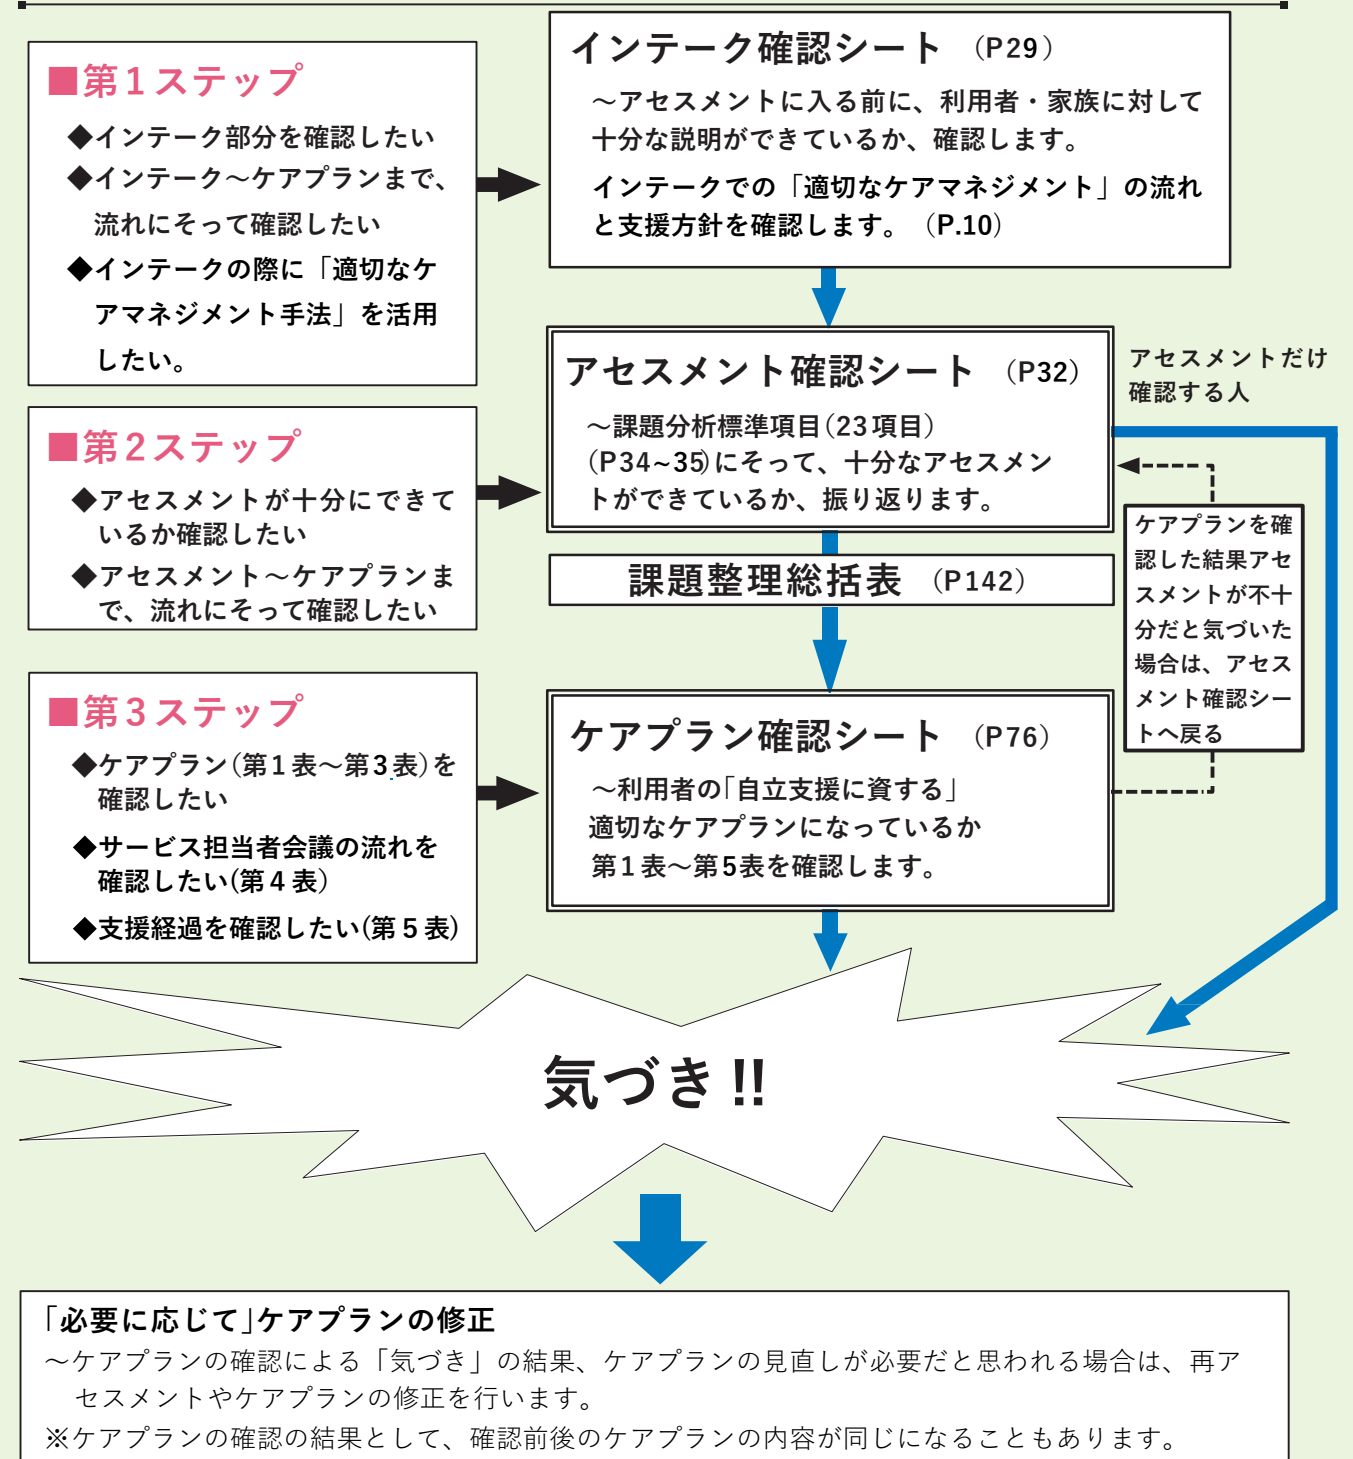 ■第1ステップ
◆インテーク部分を確認したい
◆インテーク～ケアプランまで、
流れにそって確認したい
◆インテークの際に「適切なケ
アマネジメント手法」を活用
したい。
インテーク確認シート （P29）
～アセスメントに入る前に、利用者・家族に対して
十分な説明ができているか、確認します。
インテークでの「適切なケアマネジメント」の流れ
と支援方針を確認します。（P.10）
■第2ステップ
◆アセスメントが十分にできて
いるか確認したい
◆アセスメント～ケアプランま
で、流れにそって確認したい
アセスメント確認シート （P32）
～課題分析標準項目(23項目)
(P34~35)にそって、十分なアセスメン
トができているか、振り返ります。
アセスメントだけ
確認する人
課題整理総括表 （P142）
ケアプランを確
認した結果アセ
スメントが不十
分だと気づいた
場合は、アセス
メント確認シー
トへ戻る
■第3ステップ
◆ケアプラン(第1表～第3表)を
確認したい
◆サービス担当者会議の流れを
確認したい(第4表)
◆支援経過を確認したい(第5表)
ケアプラン確認シート （P76）
～利用者の「自立支援に資する」
適切なケアプランになっているか
第1表～第5表を確認します。
気づき!!
「必要に応じて」ケアプランの修正
～ケアプランの確認による「気づき」の結果、ケアプランの見直しが必要だと思われる場合は、再ア
セスメントやケアプランの修正を行います。
※ケアプランの確認の結果として、確認前後のケアプランの内容が同じになることもあります。